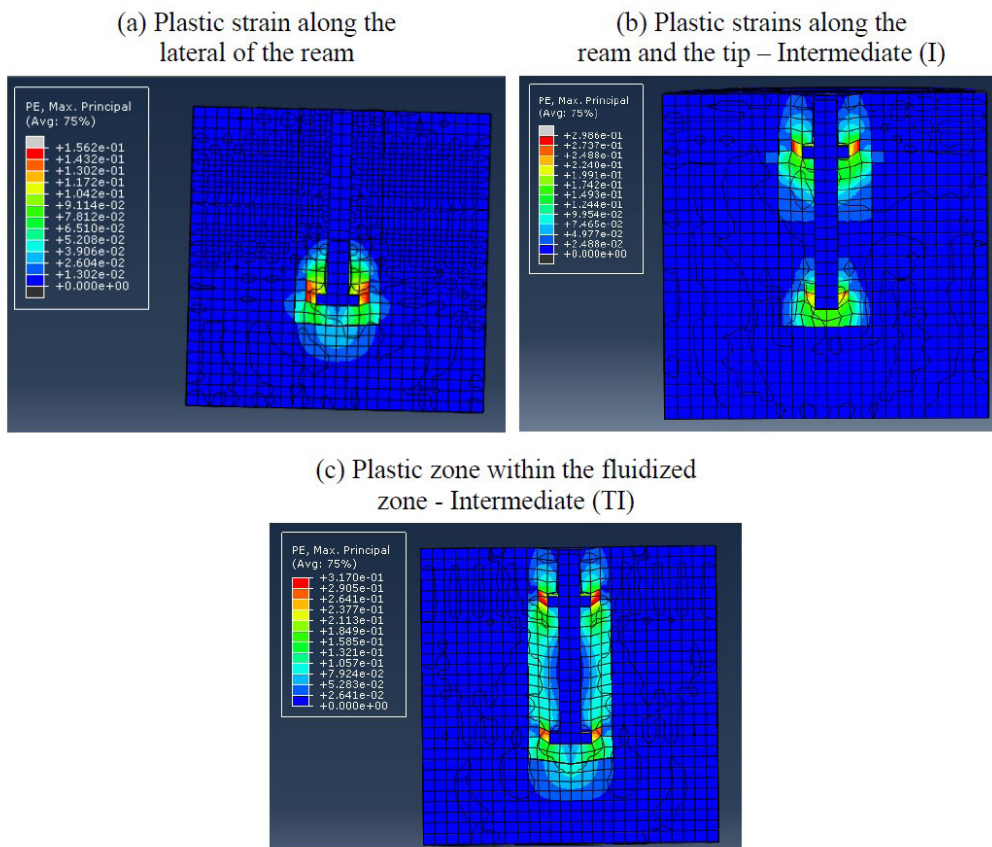 (a) Plastic strain along the
lateral of the ream
PE, Max. Principal
(Avg: 75%)
+1.562e-01
+1.432e-01
+1.302e-01
+1.172e-01
+1.042e-01
+9.114e-02
+7.812e-02
+6.510e-02
+5.208e-02
+3.906e-02
+2.604e-02
+1.302e-02
+0.000e+00
(b) Plastic strains along the
ream and the tip – Intermediate (I)
PE, Max. Principal
(Avg: 75%)
+2.986e-01
+2.737e-01
+2.488e-01
+2.240e-01
+1.991e-01
+1.742e-01
+1.493e-01
+1.244e-01
+9.954e-02
+7.465e-02
+4.977e-02
+2.488e-02
+0.000e+00
(c) Plastic zone within the fluidized
zone - Intermediate (TI)
PE, Max. Principal
(Avg: 75%)
+3.170e-01
+2.905e-01
+2.641e-01
+2.377e-01
+2.113e-01
+1.849e-01
+1.585e-01
+1.321e-01
+1.057e-01
+7.924e-02
+5.283e-02
+2.641e-02
+0.000e+00